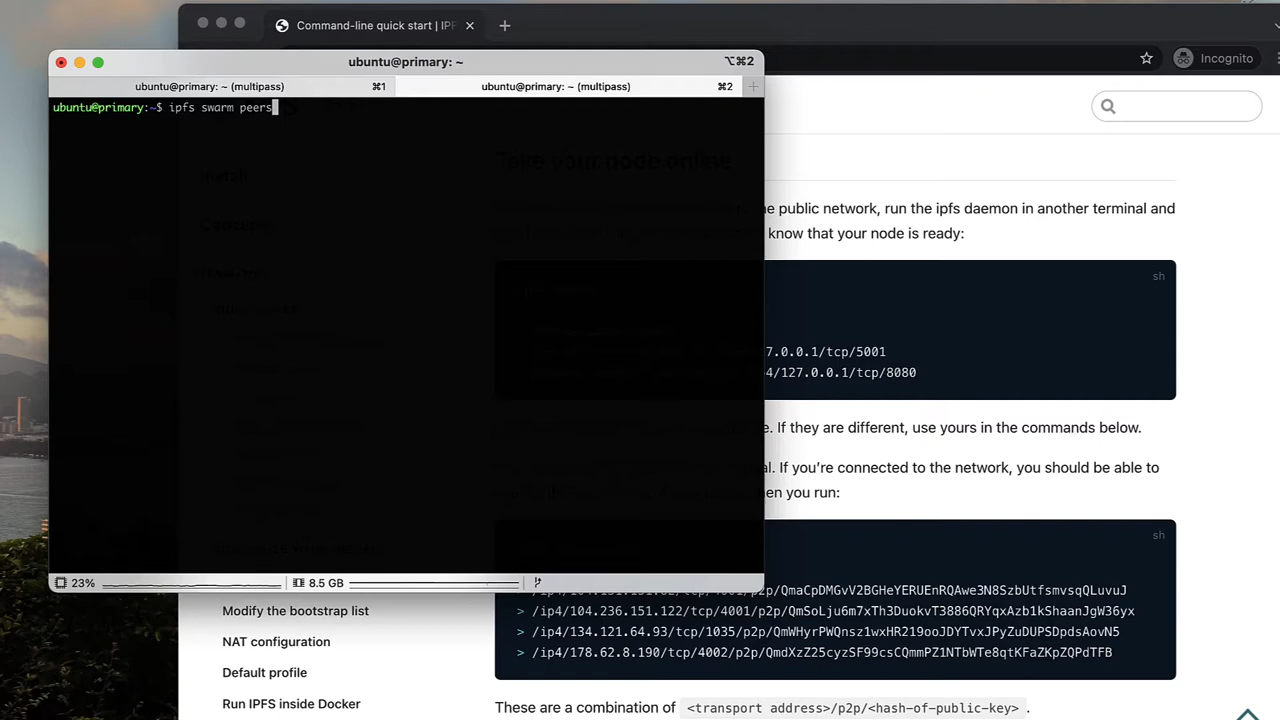 Command-line quick start | IPF
Incognito
ubuntu@primary: ~
⌥⌘2
ubuntu@primary: ~ (multipass) ⌘1
ubuntu@primary: ~ (multipass) ⌘2
ubuntu@primary:~$ ipfs swarm peers
Take your node online
Install
he public network, run the ipfs daemon in another terminal and
know that your node is ready:
sh
7.0.0.1/tcp/5001
4/127.0.0.1/tcp/8080
e. If they are different, use yours in the commands below.
al. If you're connected to the network, you should be able to
en you run:
sh
> /ip4/104.236.151.122/tcp/4001/p2p/QmSoLju6m7xTh3DuokvT3886QRYqxAzb1kShaanJgW36yx
> /ip4/134.121.64.93/tcp/1035/p2p/QmWHyrPWQnsz1wxHR219ooJDYTvxJPyZuDUPSDpdsAovN5
> /ip4/178.62.8.190/tcp/4002/p2p/QmdXzZ25cyzSF99csCQmmPZ1NTbWTe8qtKFaZKpZQPdTFB
These are a combination of <transport address>/p2p/<hash-of-public-key> .
23%
8.5 GB
Modify the bootstrap list
NAT configuration
Default profile
Run IPFS inside Docker